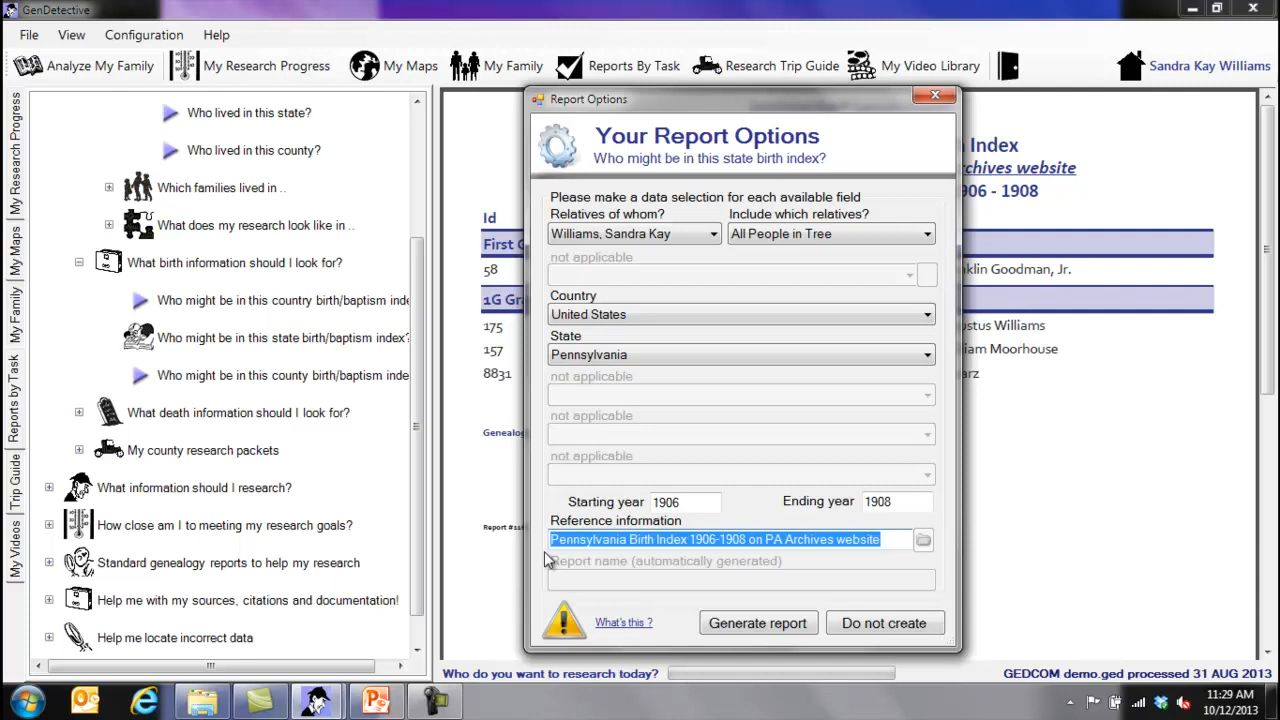 GenDetective
File View Configuration Help
Analyze My Family My Research Progress My Maps My Family Reports By Task Research Trip Guide My Video Library Sandra Kay Williams
My Research Progress
My Maps
My Family
Reports by Task
Trip Guide
My Videos
Who lived in this state?
Who lived in this county?
Which families lived in ..
What does my research look like in ..
What birth information should I look for?
Who might be in this country birth/baptism inde
Who might be in this state birth/baptism index?
Who might be in this county birth/baptism inde
What death information should I look for?
My county research packets
What information should I research?
How close am I to meeting my research goals?
Standard genealogy reports to help my research
Help me with my sources, citations and documentation!
Help me locate incorrect data
Report Options
Your Report Options
Who might be in this state birth index?
Please make a data selection for each available field
Relatives of whom? Include which relatives?
Williams, Sandra Kay All People in Tree
not applicable
Country
United States
State
Pennsylvania
not applicable
not applicable
not applicable
Starting year 1906 Ending year 1908
Reference information
Pennsylvania Birth Index 1906-1908 on PA Archives website
Report name (automatically generated)
What's this ? Generate report Do not create
Index
chives website
906 - 1908
Id
First G
58 klin Goodman, Jr.
1G Gra
175 ustus Williams
157 iam Moorhouse
8831 arz
Genealog
Report #11
Who do you want to research today? GEDCOM demo.ged processed 31 AUG 2013
11:29 AM
10/12/2013